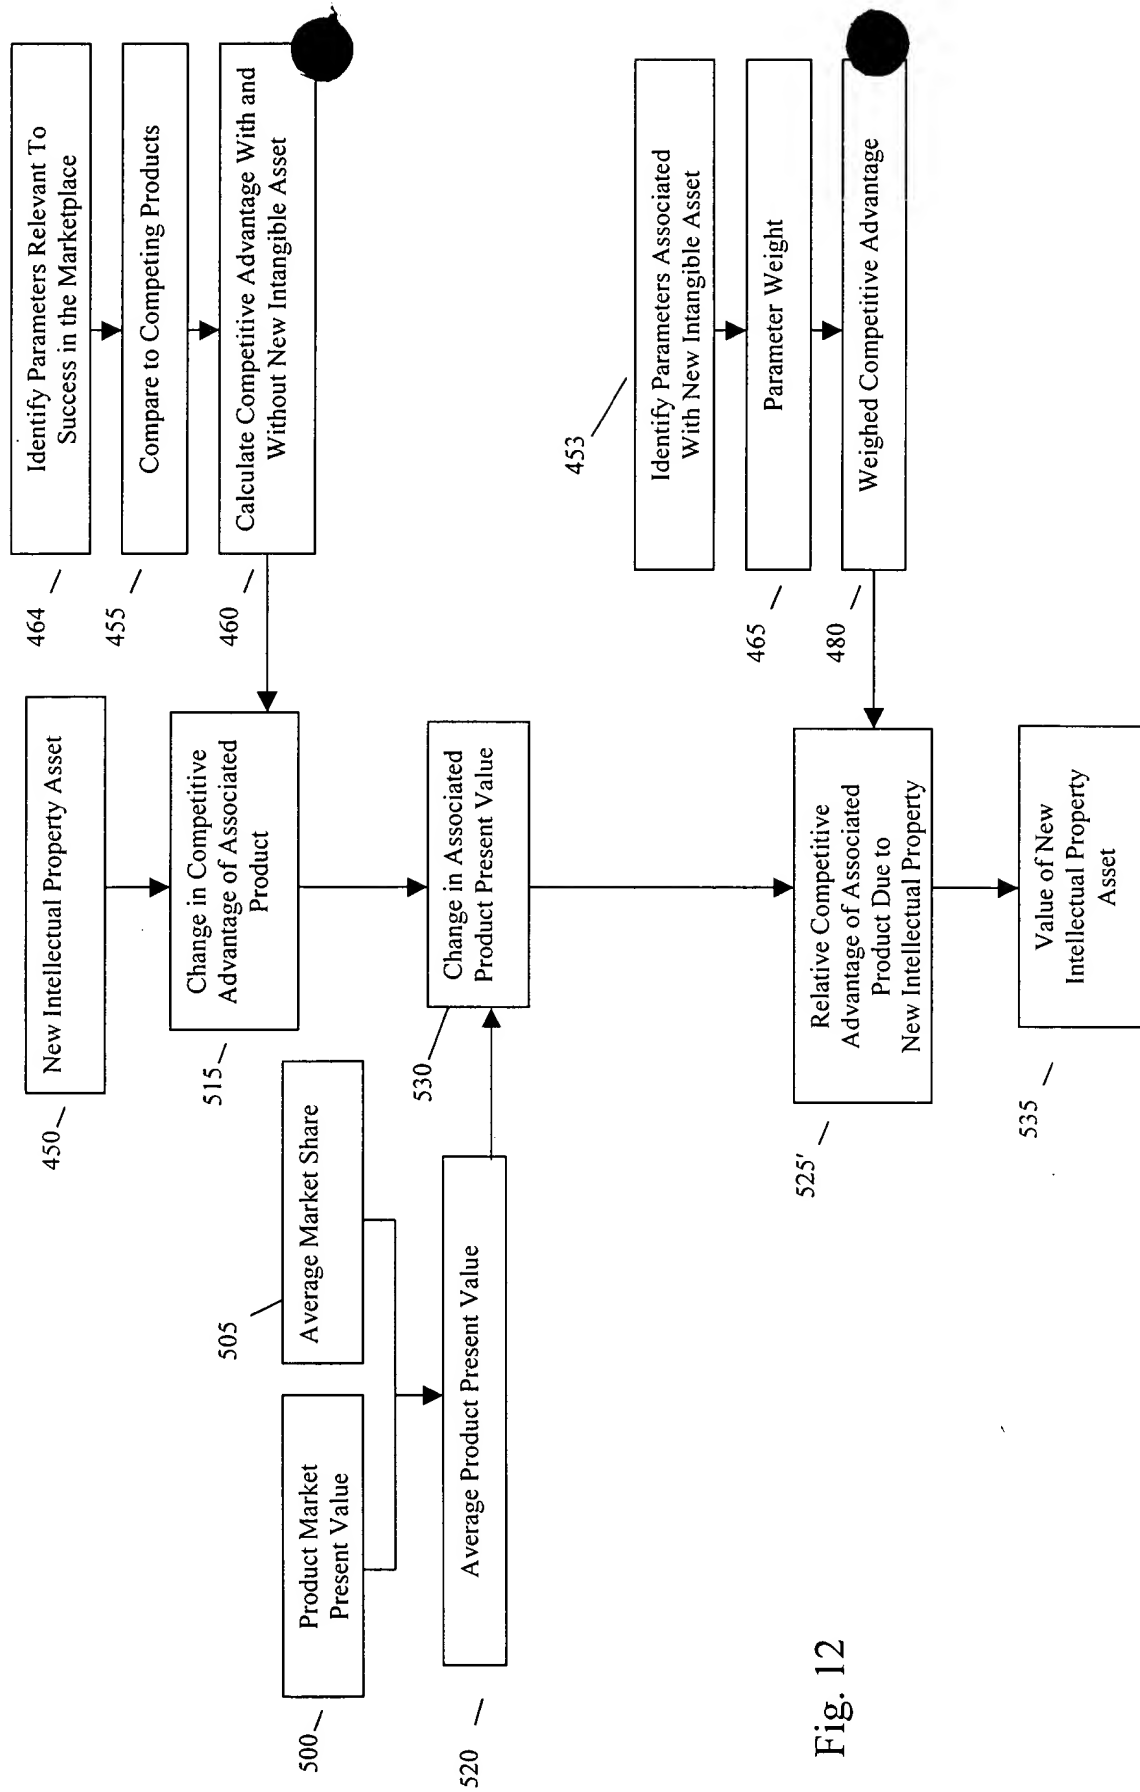 464
Identify Parameters Relevant To
Success in the Marketplace
455
Compare to Competing Products
460
Calculate Competitive Advantage With and
Without New Intangible Asset
453
Identify Parameters Associated
With New Intangible Asset
465
Parameter Weight
480
Weighed Competitive Advantage
450
New Intellectual Property Asset
515
Change in Competitive
Advantage of Associated
Product
530
Change in Associated
Product Present Value
525'
Relative Competitive
Advantage of Associated
Product Due to
New Intellectual Property
535
Value of New
Intellectual Property
Asset
500
Product Market
Present Value
505
Average Market Share
520
Average Product Present Value
Fig. 12